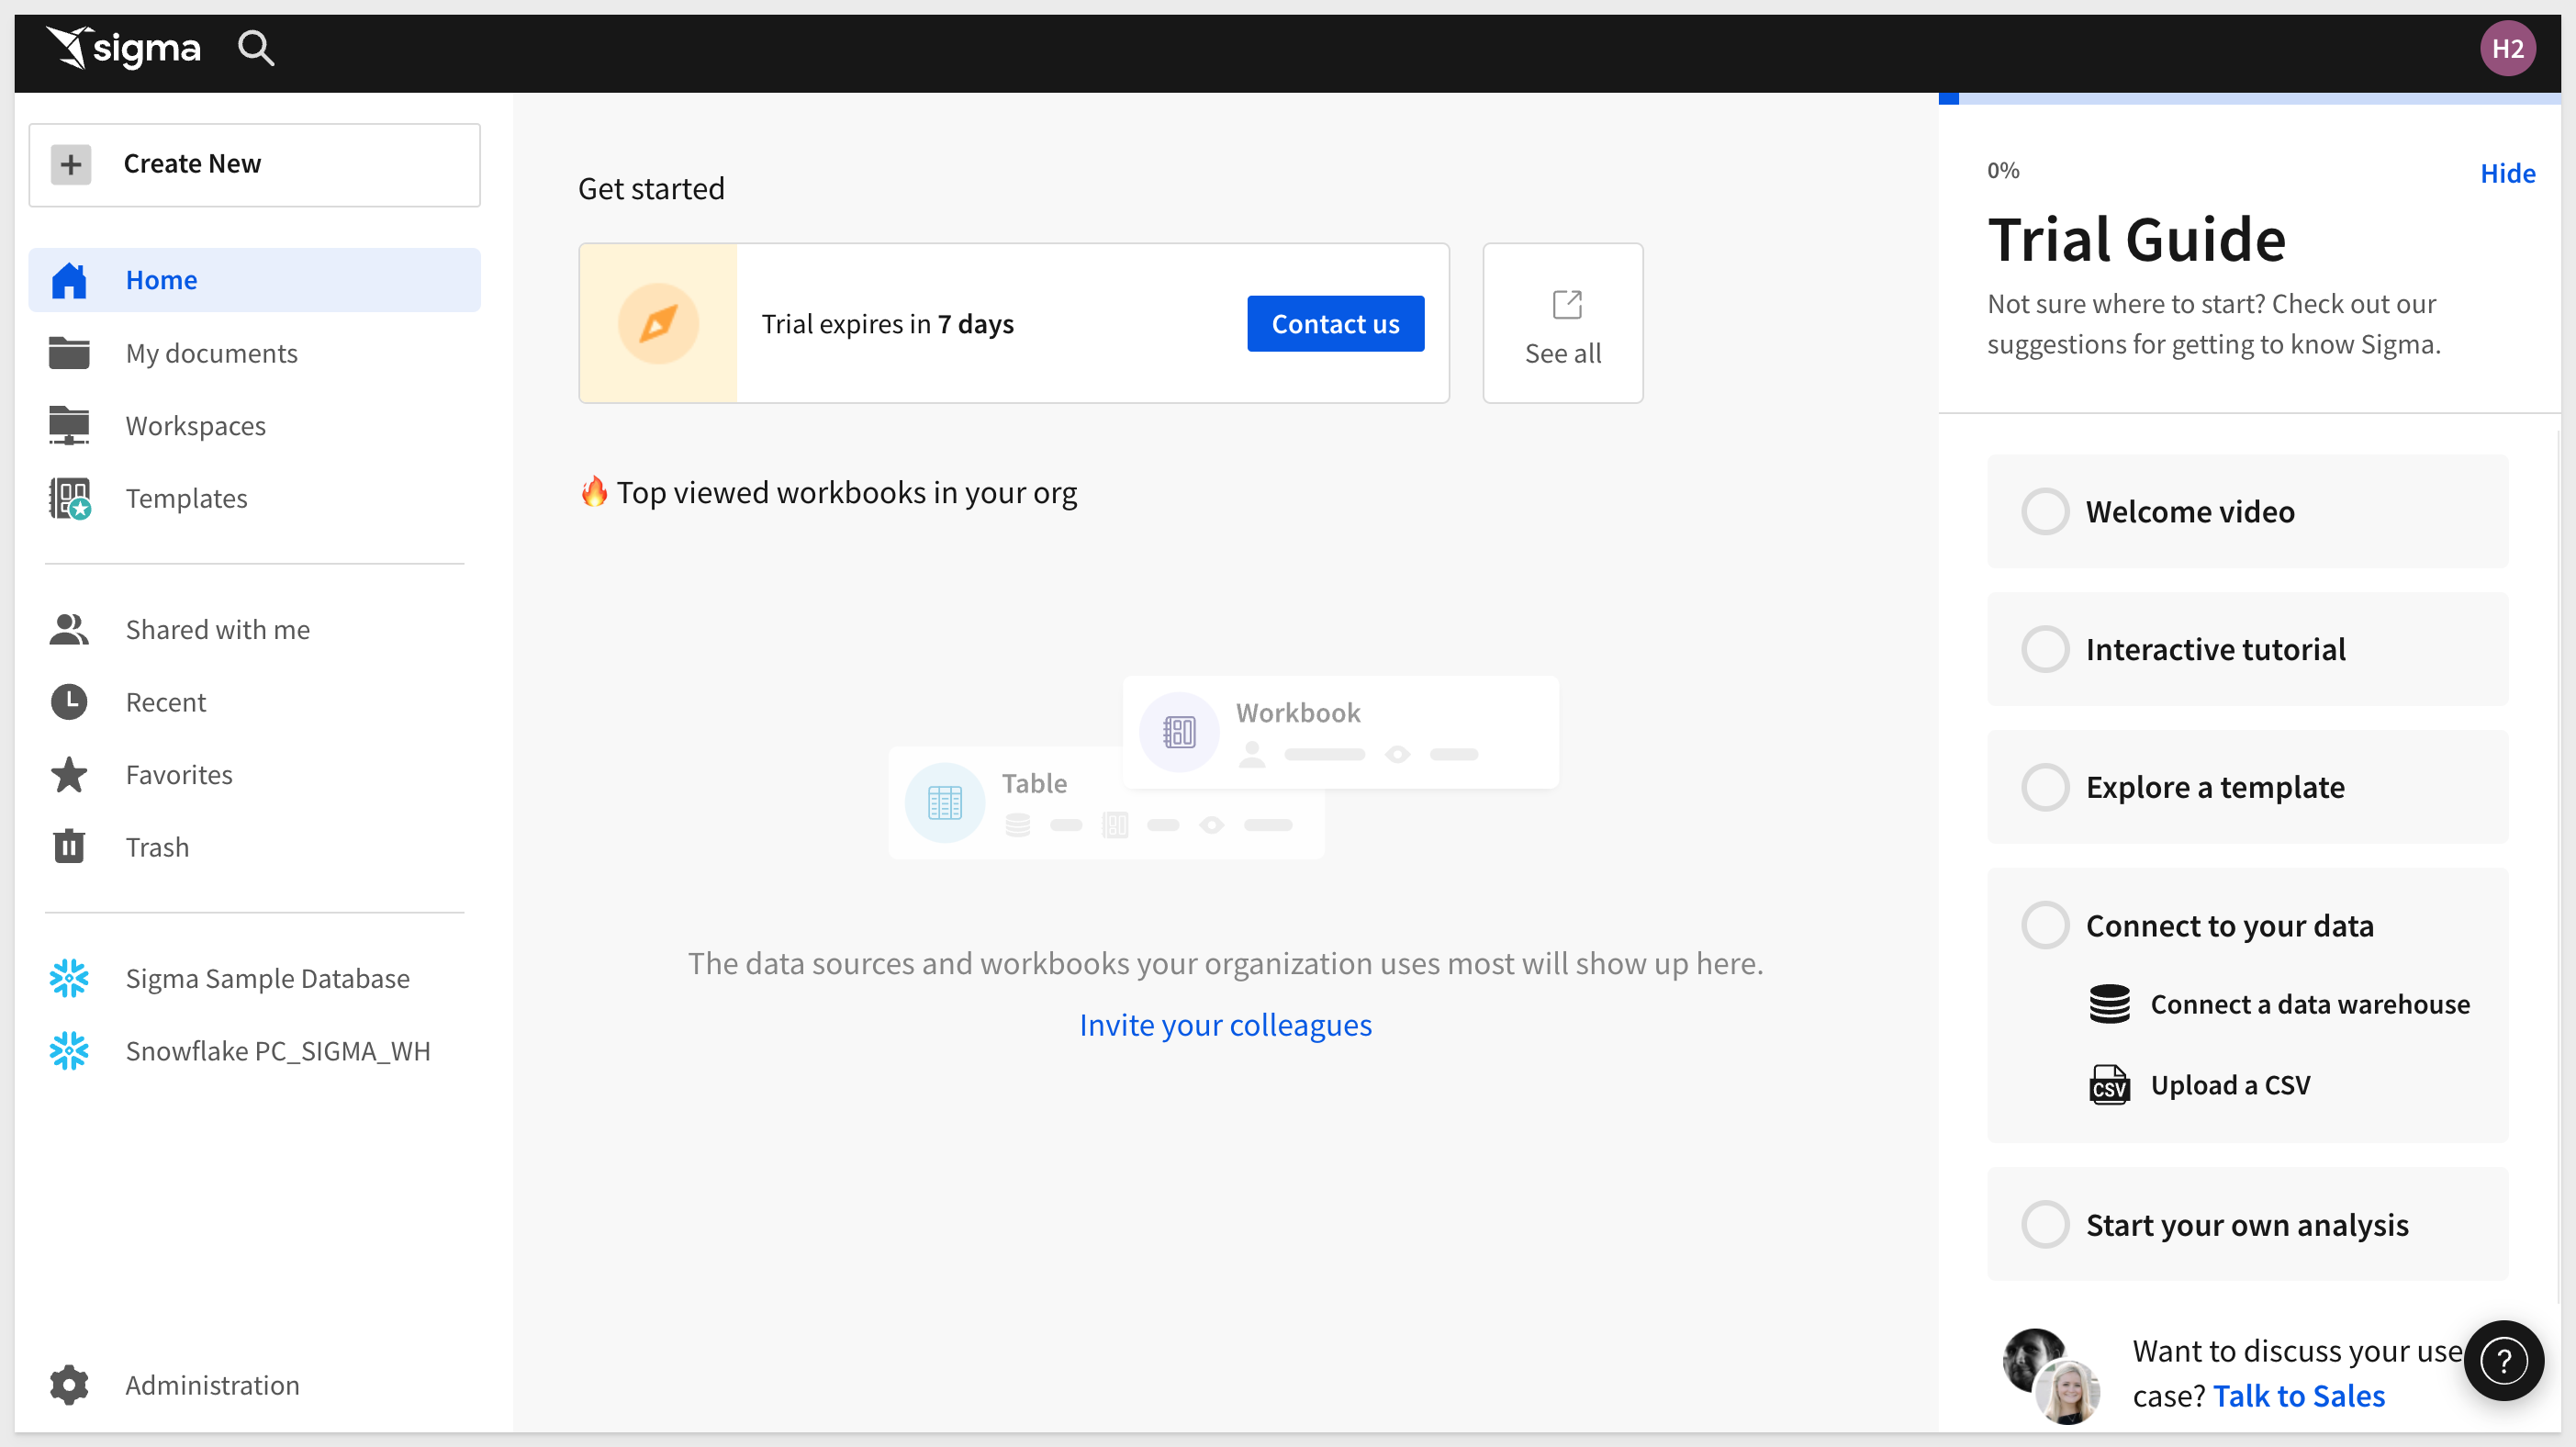 sigma
H2
Create New
Home
My documents
Workspaces
Templates
Shared with me
Recent
Favorites
Trash
Sigma Sample Database
Snowflake PC_SIGMA_WH
Administration
Get started
Trial expires in 7 days
Contact us
See all
🔥 Top viewed workbooks in your org
Workbook
Table
The data sources and workbooks your organization uses most will show up here.
Invite your colleagues
0%
Hide
Trial Guide
Not sure where to start? Check out our
suggestions for getting to know Sigma.
Welcome video
Interactive tutorial
Explore a template
Connect to your data
Connect a data warehouse
CSV
Upload a CSV
Start your own analysis
Want to discuss your use
case? Talk to Sales
?